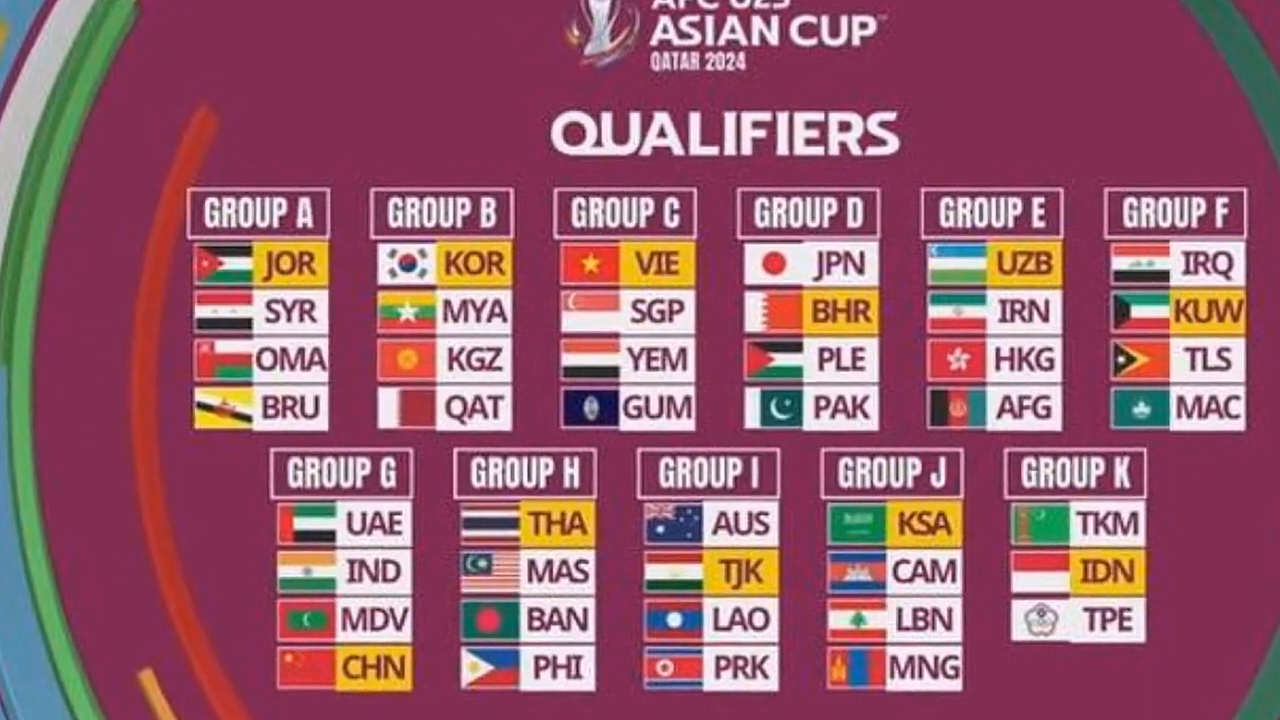 AFC U23
ASIAN CUP™
QATAR 2024
QUALIFIERS
GROUP A
JOR
SYR
OMA
BRU
GROUP B
KOR
MYA
KGZ
QAT
GROUP C
VIE
SGP
YEM
GUM
GROUP D
JPN
BHR
PLE
PAK
GROUP E
UZB
IRN
HKG
AFG
GROUP F
IRQ
KUW
TLS
MAC
GROUP G
UAE
IND
MDV
CHN
GROUP H
THA
MAS
BAN
PHI
GROUP I
AUS
TJK
LAO
PRK
GROUP J
KSA
CAM
LBN
MNG
GROUP K
TKM
IDN
TPE